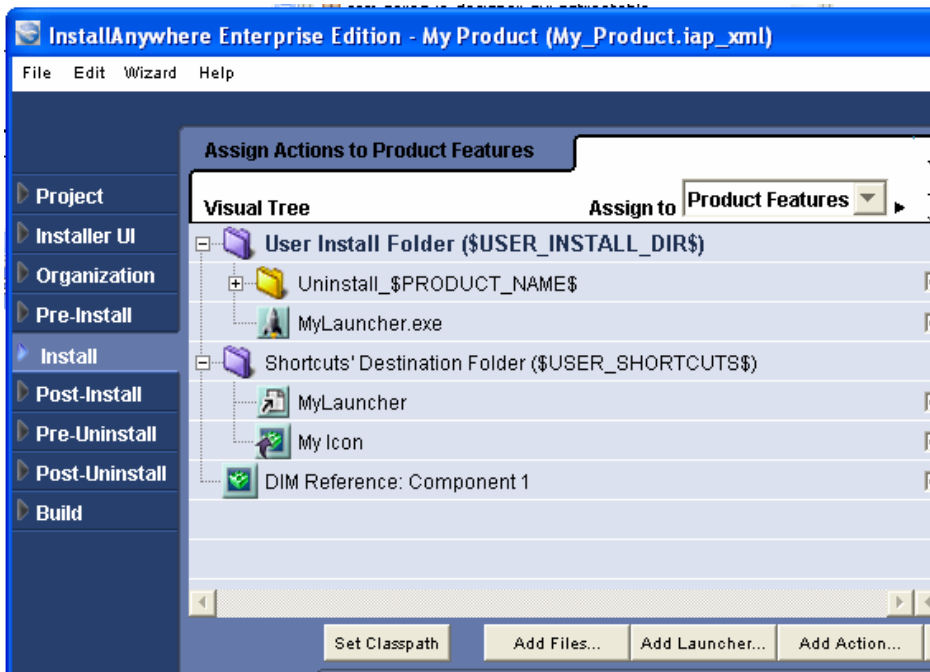 InstallAnywhere Enterprise Edition - My Product (My_Product.iap_xml)
File Edit Wizard Help
Assign Actions to Product Features
Visual Tree Assign to Product Features
Project
Installer UI
Organization
Pre-Install
Install
Post-Install
Pre-Uninstall
Post-Uninstall
Build
User Install Folder ($USER_INSTALL_DIR$)
Uninstall_$PRODUCT_NAME$
MyLauncher.exe
Shortcuts' Destination Folder ($USER_SHORTCUTS$)
MyLauncher
My Icon
DIM Reference: Component 1
Set Classpath Add Files... Add Launcher... Add Action...